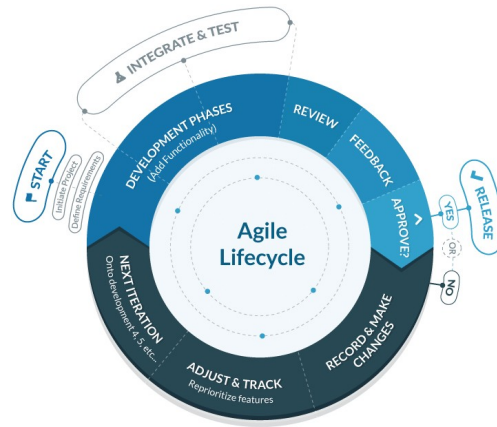 INTEGRATE & TEST
START
Initiate Project
Define Requirements
DEVELOPMENT PHASES
(Add Functionality)
REVIEW
FEEDBACK
APPROVE?
YES
OR
NO
RELEASE
Agile
Lifecycle
RECORD & MAKE
CHANGES
ADJUST & TRACK
Reprioritize features
NEXT ITERATION
Onto development 4, 5, etc...